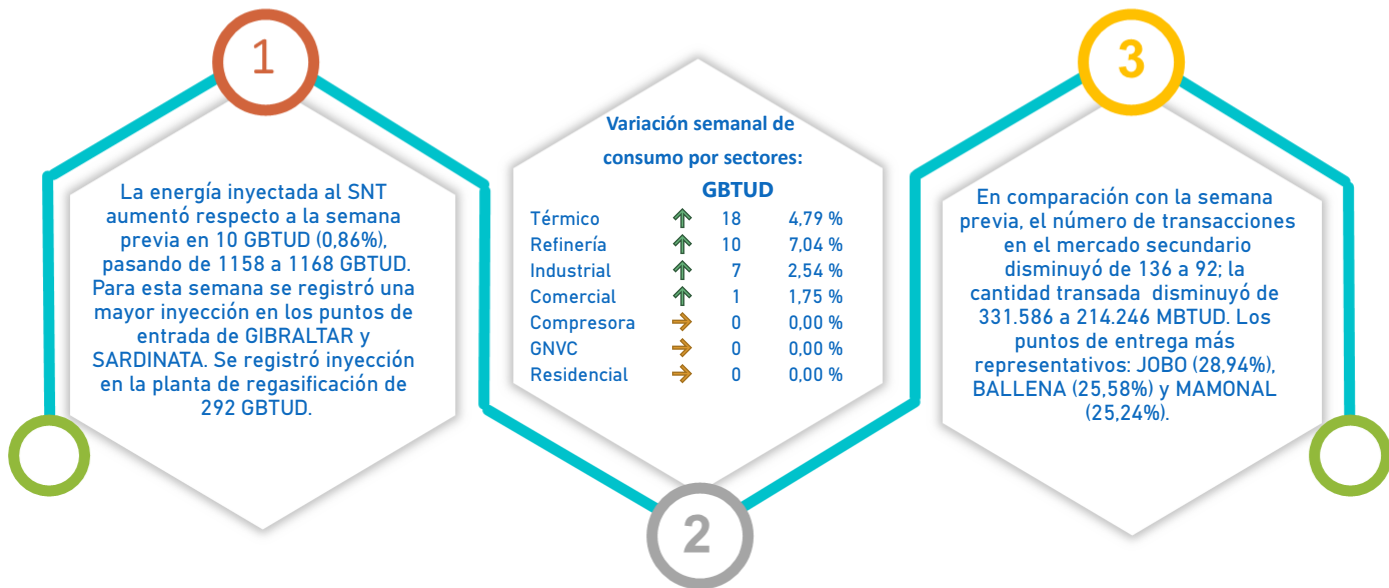 1
La energía inyectada al SNT
aumentó respecto a la semana
previa en 10 GBTUD (0,86%),
pasando de 1158 a 1168 GBTUD.
Para esta semana se registró una
mayor inyección en los puntos de
entrada de GIBRALTAR y
SARDINATA. Se registró inyección
en la planta de regasificación de
292 GBTUD.
Variación semanal de
consumo por sectores:
GBTUD
Térmico 18 4,79 %
Refinería 10 7,04 %
Industrial 7 2,54 %
Comercial 1 1,75 %
Compresora 0 0,00 %
GNVC 0 0,00 %
Residencial 0 0,00 %
2
3
En comparación con la semana
previa, el número de transacciones
en el mercado secundario
disminuyó de 136 a 92; la
cantidad transada  disminuyó de
331.586 a 214.246 MBTUD. Los
puntos de entrega más
representativos: JOBO (28,94%),
BALLENA (25,58%) y MAMONAL
(25,24%).